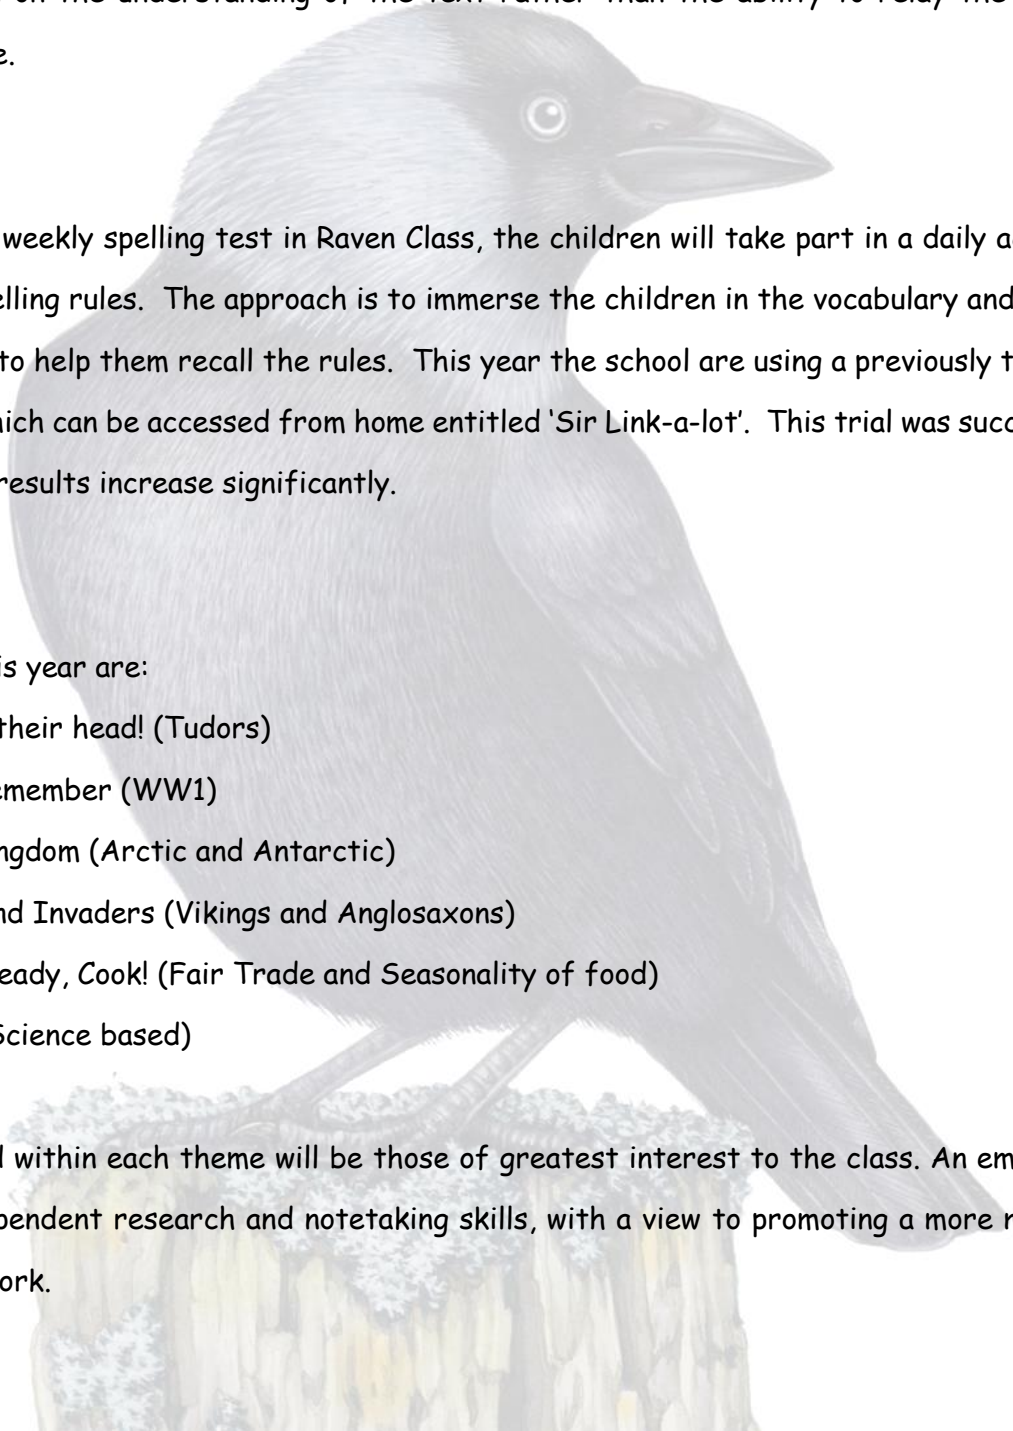 on the understanding of the text rather than the ability to relay the
e.
weekly spelling test in Raven Class, the children will take part in a daily a
elling rules. The approach is to immerse the children in the vocabulary and
to help them recall the rules. This year the school are using a previously t
hich can be accessed from home entitled ‘Sir Link-a-lot’. This trial was succ
results increase significantly.
is year are:
their head! (Tudors)
emember (WW1)
ngdom (Arctic and Antarctic)
nd Invaders (Vikings and Anglosaxons)
eady, Cook! (Fair Trade and Seasonality of food)
Science based)
within each theme will be those of greatest interest to the class. An em
pendent research and notetaking skills, with a view to promoting a more r
ork.